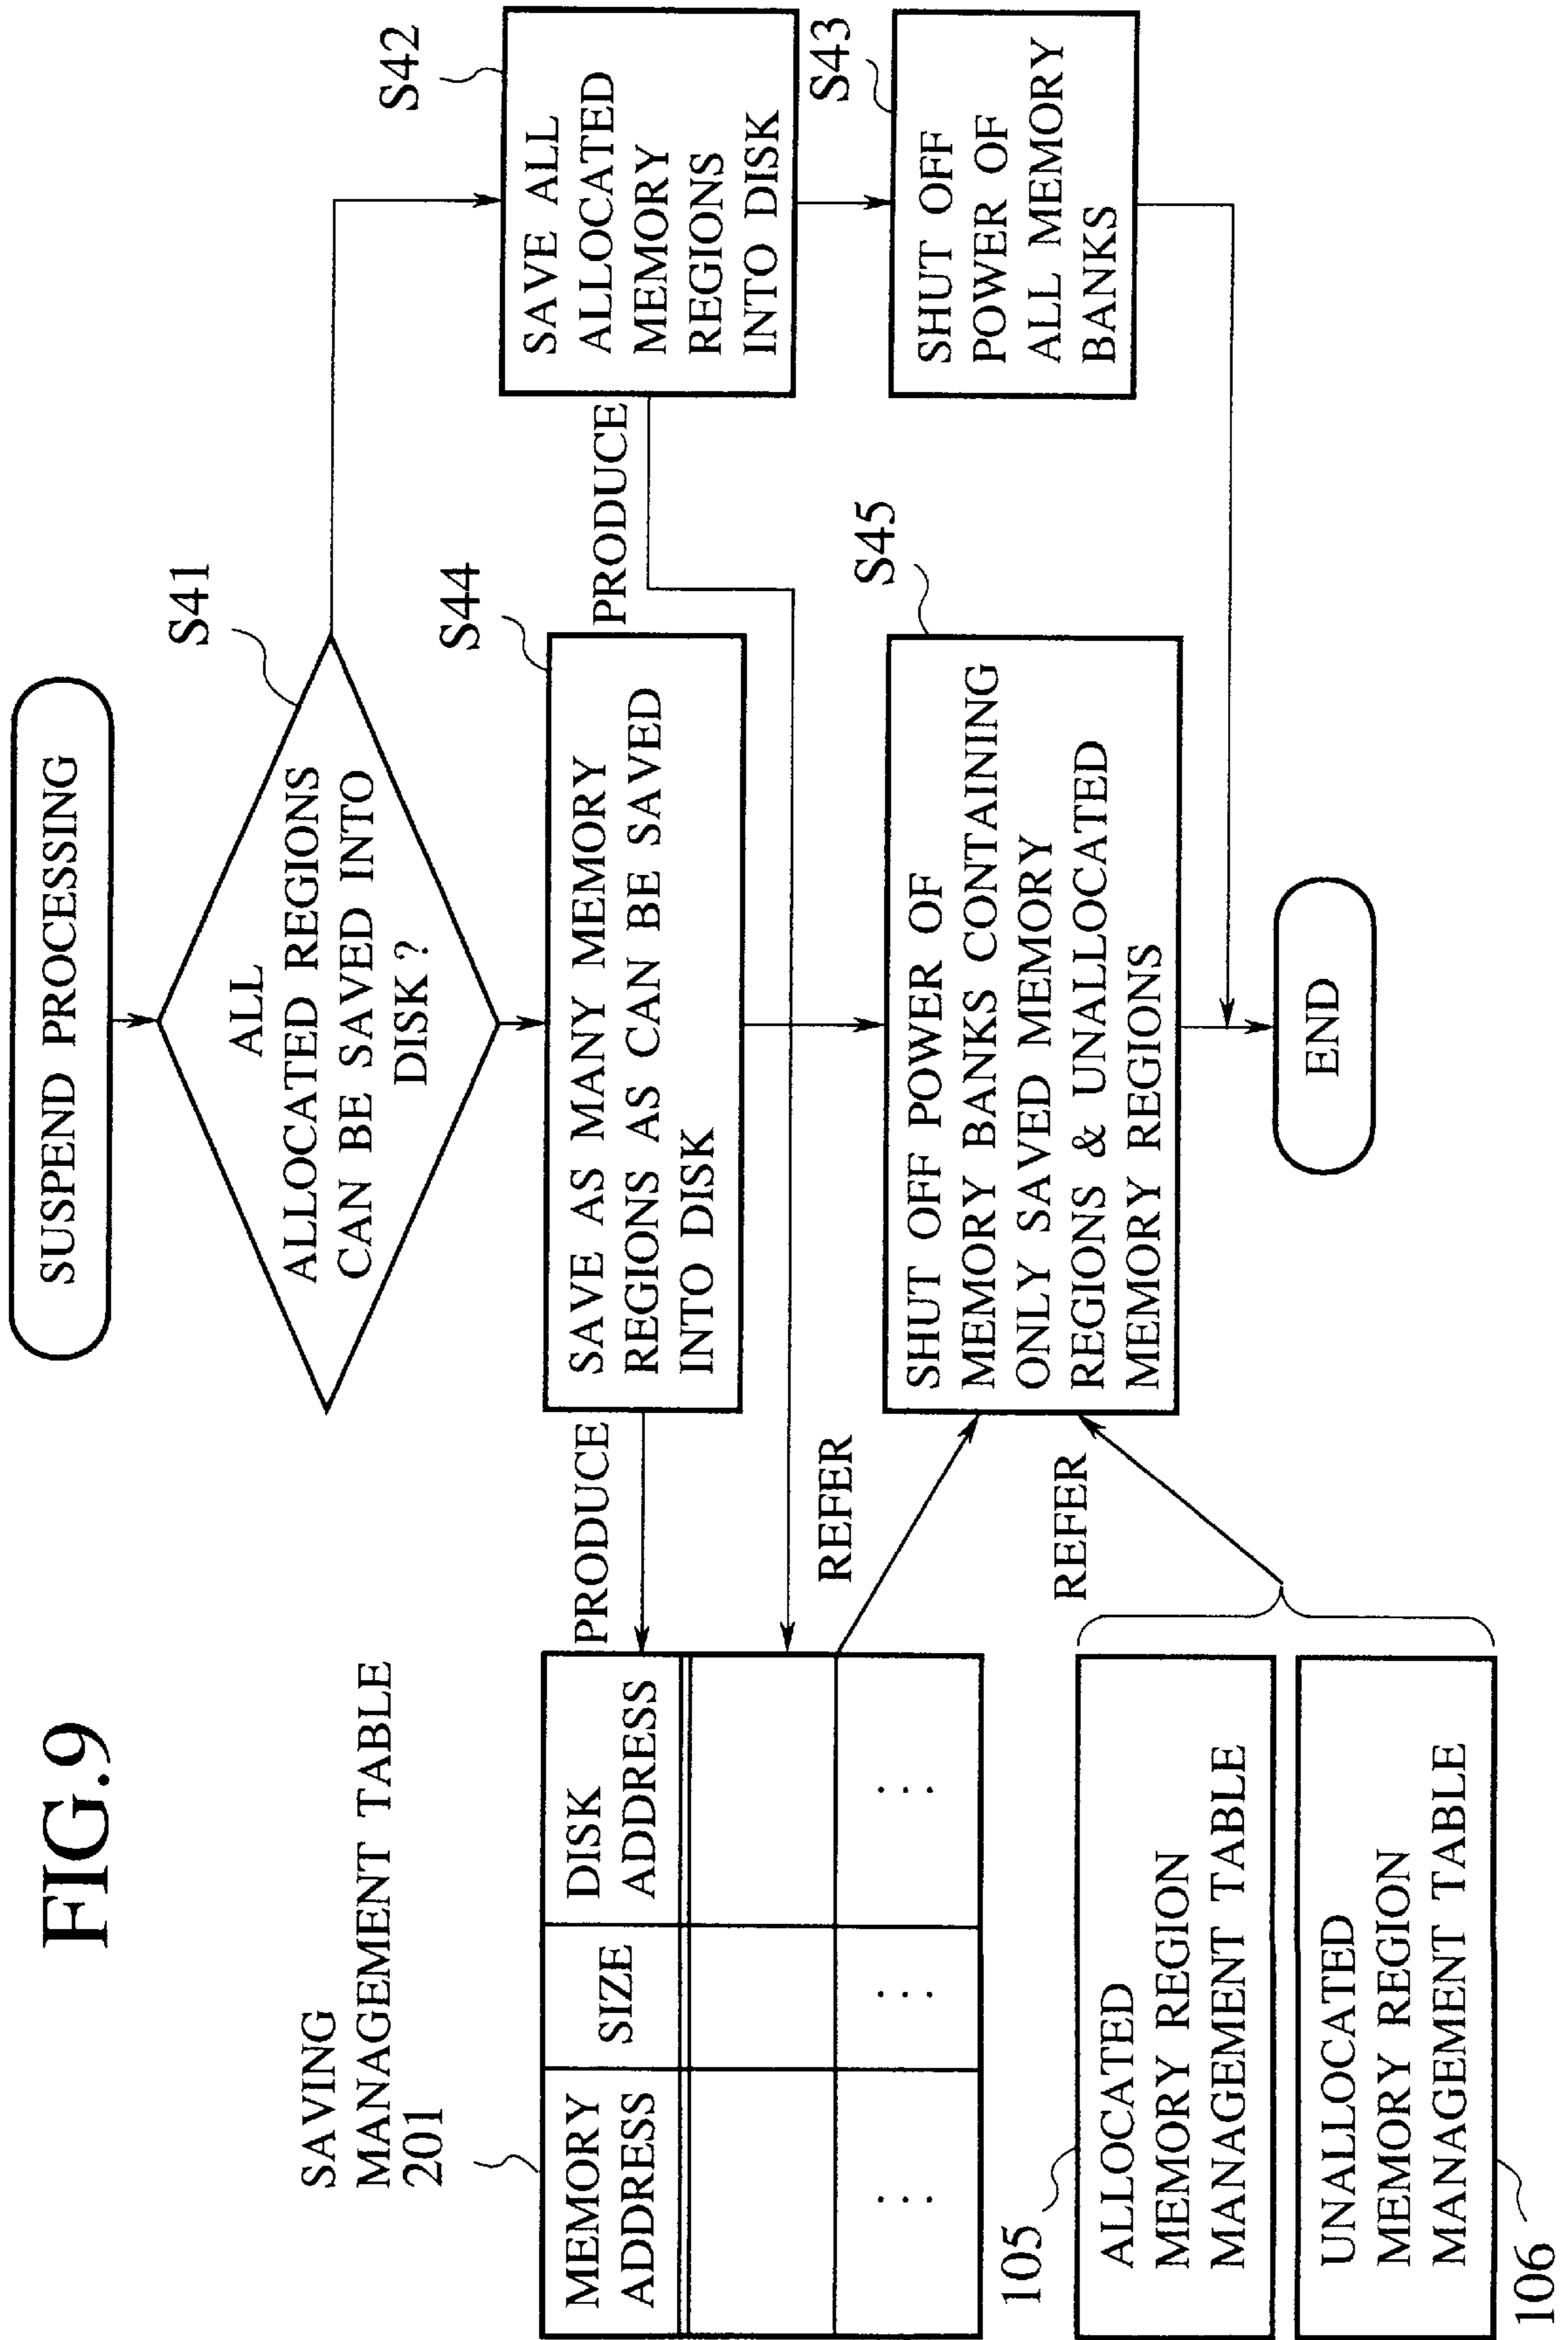 FIG.9
SUSPEND PROCESSING
S41
ALL
ALLOCATED REGIONS
CAN BE SAVED INTO
DISK?
S42
SAVE ALL
ALLOCATED
MEMORY
REGIONS
INTO DISK
PRODUCE
S43
SHUT OFF
POWER OF
ALL MEMORY
BANKS
S44
SAVE AS MANY MEMORY
REGIONS AS CAN BE SAVED
INTO DISK
PRODUCE
SAVING
MANAGEMENT TABLE
201
MEMORY
ADDRESS
SIZE
DISK
ADDRESS
...
...
...
REFER
S45
SHUT OFF POWER OF
MEMORY BANKS CONTAINING
ONLY SAVED MEMORY
REGIONS & UNALLOCATED
MEMORY REGIONS
REFER
105
ALLOCATED
MEMORY REGION
MANAGEMENT TABLE
UNALLOCATED
MEMORY REGION
MANAGEMENT TABLE
106
END